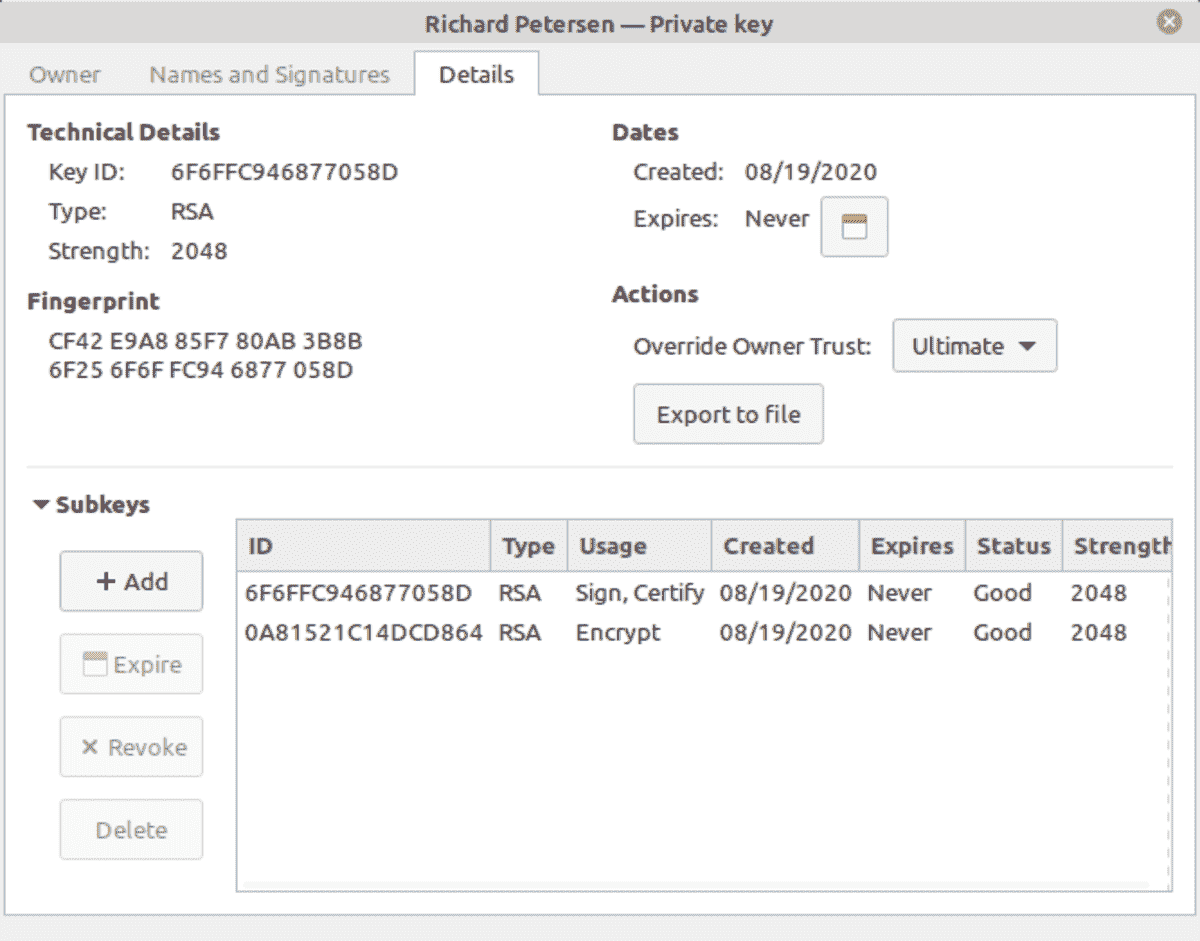 Richard Petersen — Private key
Owner
Names and Signatures
Details
Technical Details
Key ID: 6F6FFC946877058D
Type: RSA
Strength: 2048
Fingerprint
CF42 E9A8 85F7 80AB 3B8B
6F25 6F6F FC94 6877 058D
Dates
Created: 08/19/2020
Expires: Never
Actions
Override Owner Trust: Ultimate
Export to file
Subkeys
+ Add
Expire
× Revoke
Delete
ID Type Usage Created Expires Status Strength
6F6FFC946877058D RSA Sign, Certify 08/19/2020 Never Good 2048
0A81521C14DCD864 RSA Encrypt 08/19/2020 Never Good 2048